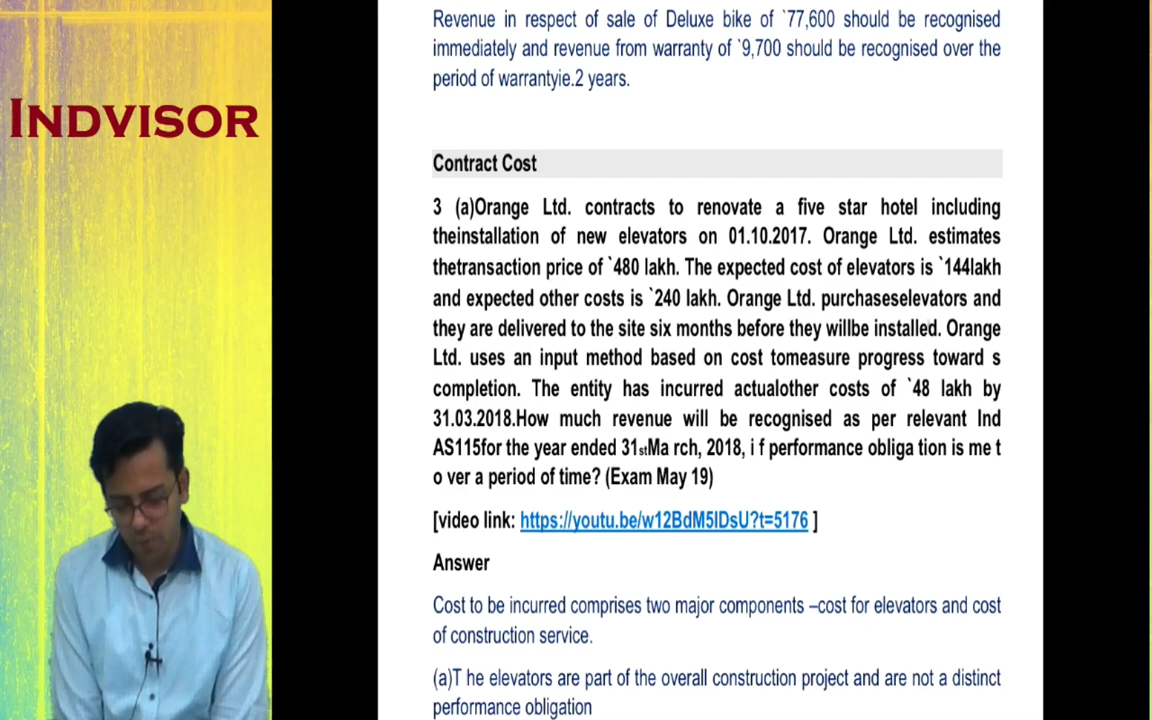 INDVISOR
Revenue in respect of sale of Deluxe bike of `77,600 should be recognised
immediately and revenue from warranty of `9,700 should be recognised over the
period of warrantyie.2 years.
Contract Cost
3 (a)Orange Ltd. contracts to renovate a five star hotel including
theinstallation of new elevators on 01.10.2017. Orange Ltd. estimates
thetransaction price of `480 lakh. The expected cost of elevators is `144lakh
and expected other costs is `240 lakh. Orange Ltd. purchaseselevators and
they are delivered to the site six months before they willbe installed. Orange
Ltd. uses an input method based on cost tomeasure progress toward s
completion. The entity has incurred actualother costs of `48 lakh by
31.03.2018.How much revenue will be recognised as per relevant Ind
AS115for the year ended 31stMa rch, 2018, i f performance obliga tion is me t
o ver a period of time? (Exam May 19)
[video link: https://youtu.be/w12BdM5IDsU?t=5176 ]
Answer
Cost to be incurred comprises two major components –cost for elevators and cost
of construction service.
(a)T he elevators are part of the overall construction project and are not a distinct
performance obligation